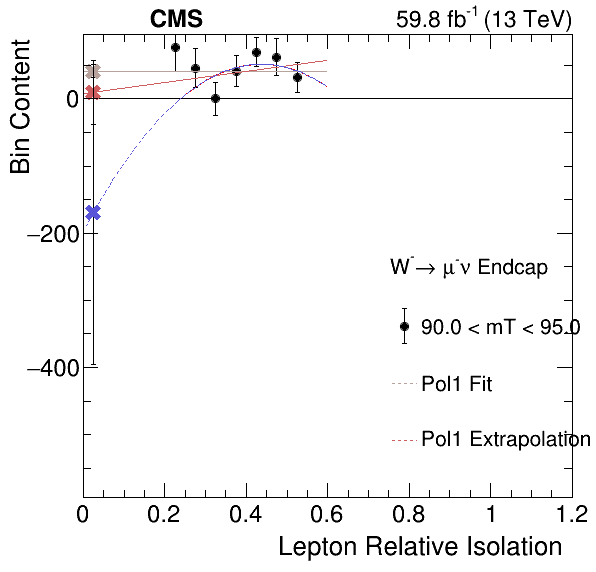 CMS 59.8 fb⁻¹ (13 TeV)
Bin Content
0
−200
−400
W⁻→ μ⁻ν Endcap
90.0 < mT < 95.0
Pol1 Fit
Pol1 Extrapolation
0 0.2 0.4 0.6 0.8 1 1.2
Lepton Relative Isolation